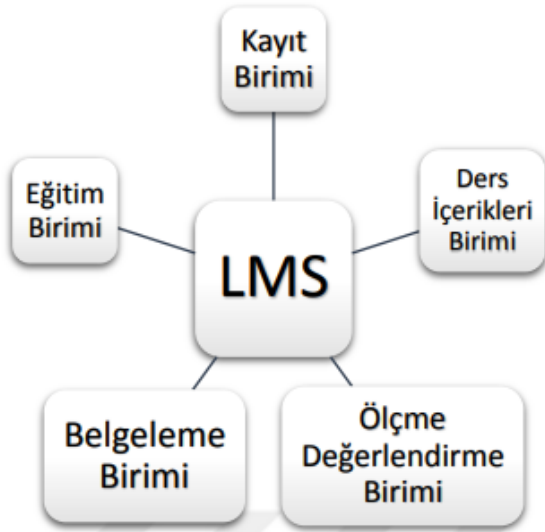 Kayıt
Birimi
Eğitim
Birimi
Ders
İçerikleri
Birimi
LMS
Belgeleme
Birimi
Ölçme
Değerlendirme
Birimi